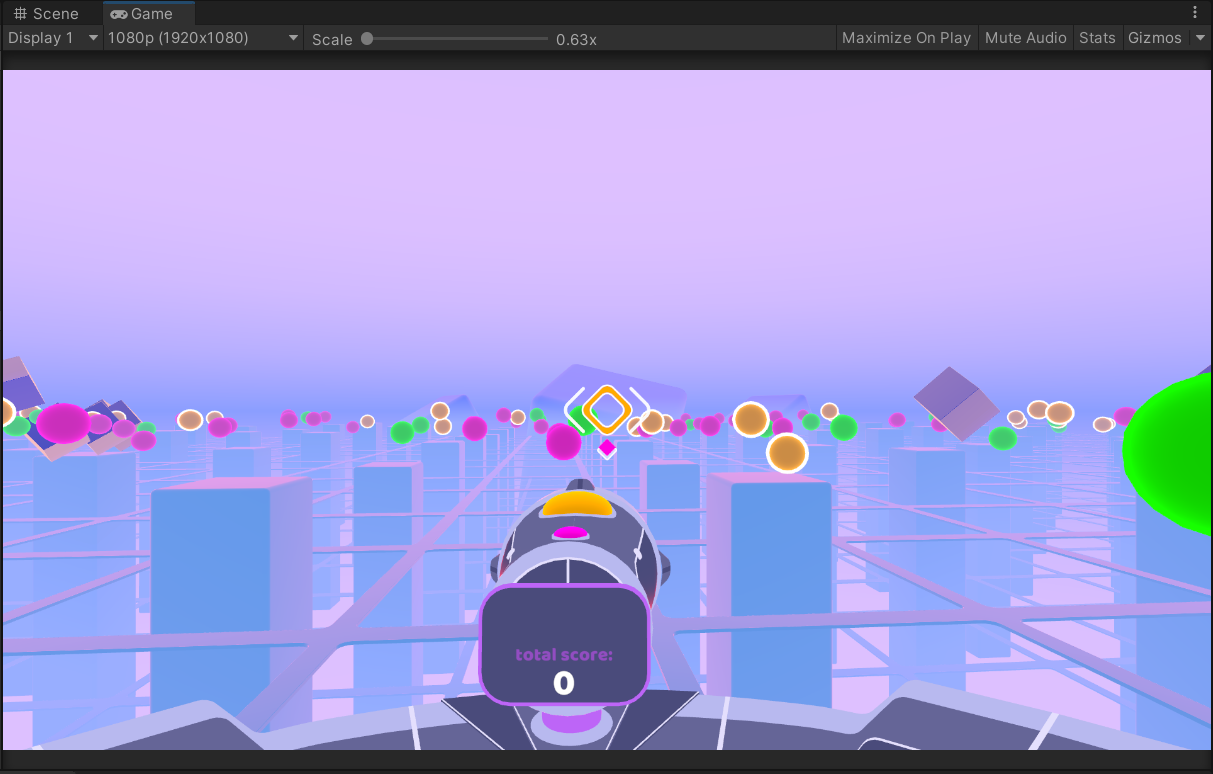 Scene Game
Display 1 1080p (1920x1080) Scale 0.63x Maximize On Play Mute Audio Stats Gizmos
total score:
0